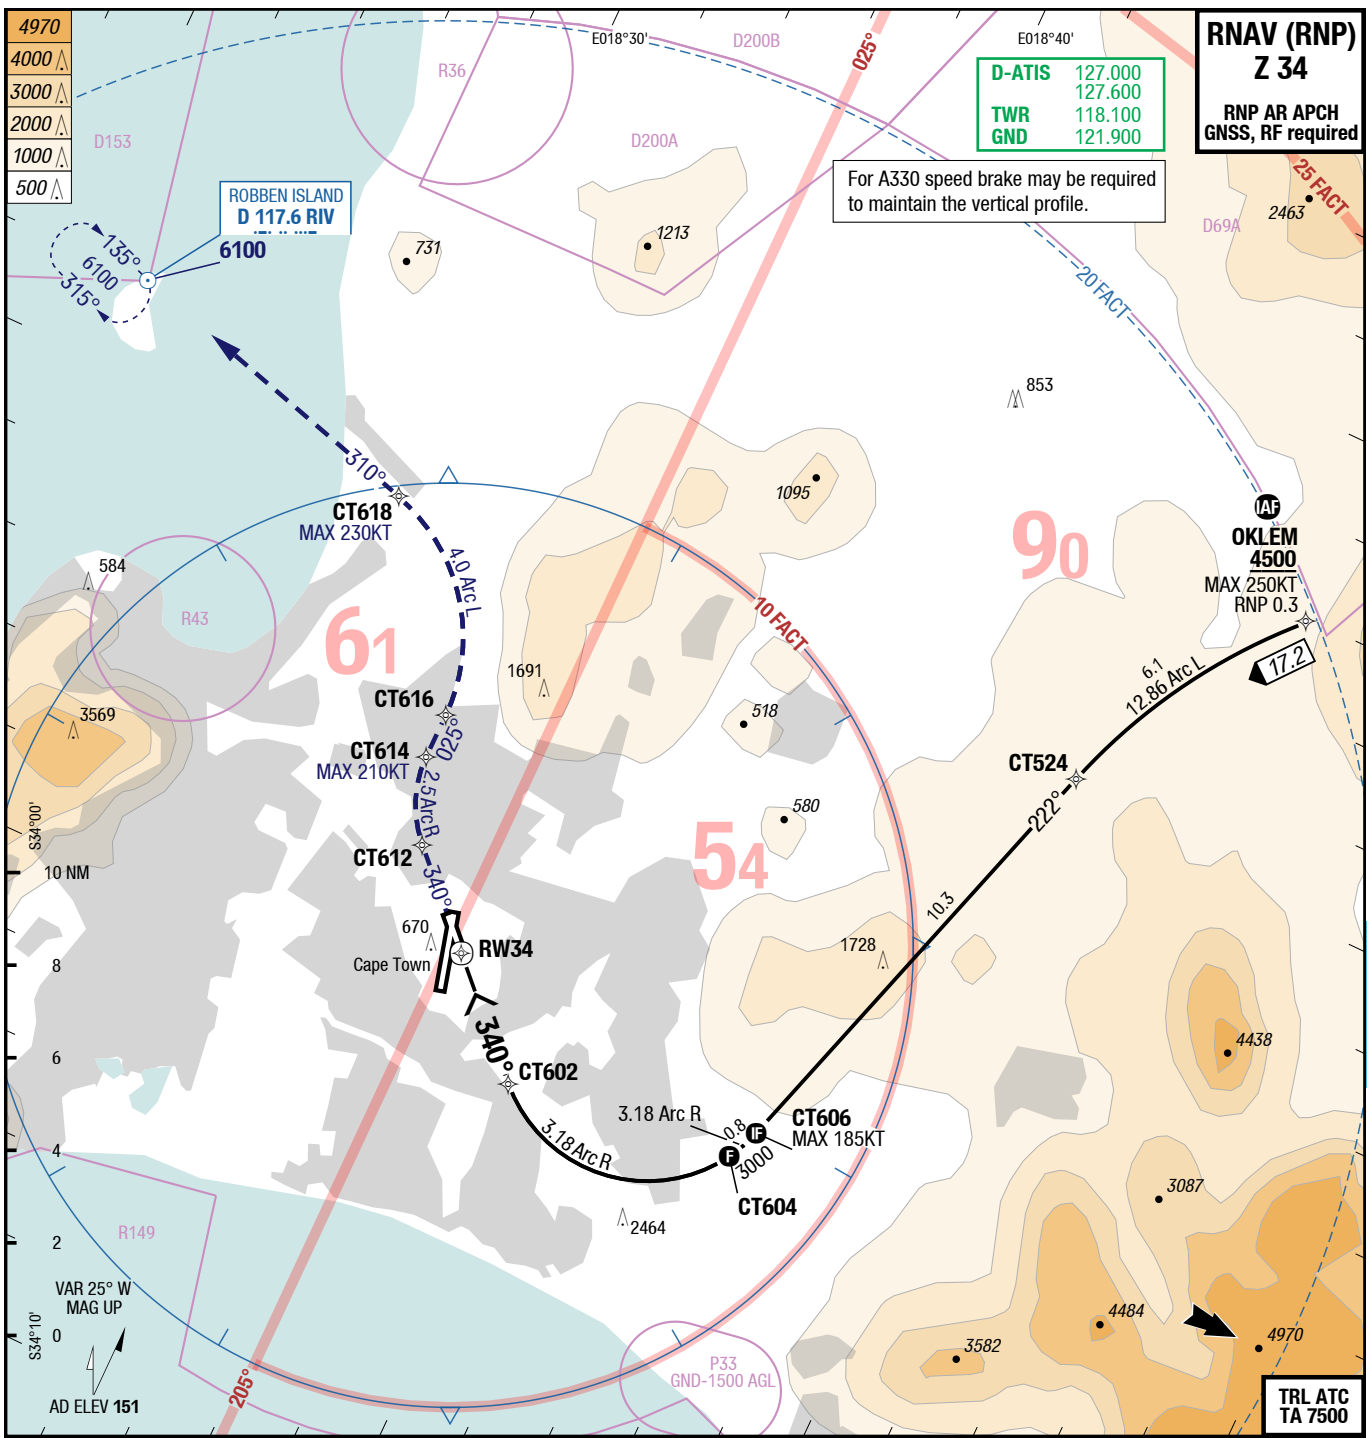 4970
4000
3000
2000
1000
500
RNAV (RNP)
Z 34
RNP AR APCH
GNSS, RF required
E018°30'
E018°40'
D200B
025°
R36
D153
D200A
D-ATIS 127.000
127.600
TWR 118.100
GND 121.900
For A330 speed brake may be required
to maintain the vertical profile.
25 FACT
2463
D69A
ROBBEN ISLAND
D 117.6 RIV
6100
135°
6100
315°
731
1213
20 FACT
853
310°
CT618
MAX 230KT
1095
90
IAF
OKLEM
4500
MAX 250KT
RNP 0.3
17.2
4.0 Arc L
584
R43
61
10 FACT
6.1
12.86 Arc L
1691
CT616
025°
3569
518
CT614
MAX 210KT
CT524
2.5 Arc R
222°
580
S34°00'
54
CT612
10 NM
340°
10.3
670
1728
RW34
Cape Town
8
340°
4438
6
CT602
3.18 Arc R
CT606
MAX 185KT
0.8
IF
3.18 Arc R
F
3000
4
CT604
3087
2464
R149
2
VAR 25° W
MAG UP
4484
S34°10'
0
4970
3582
P33
GND-1500 AGL
205°
AD ELEV 151
TRL ATC
TA 7500